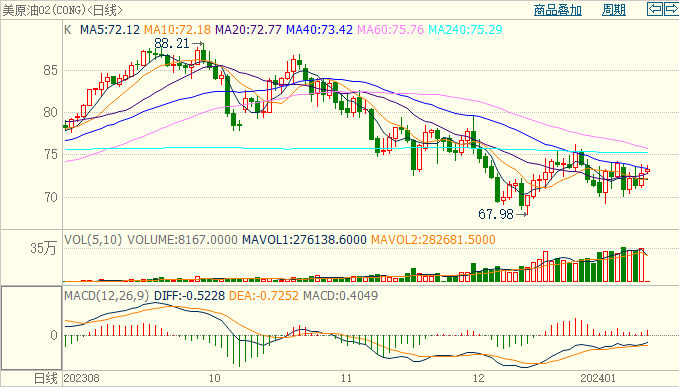 美原油02(CONG)<日线> 商品叠加 周期
K MA5:72.12 MA10:72.18 MA20:72.77 MA40:73.42 MA60:75.76 MA240:75.29
88.21
85
80
75
70
67.98
VOL(5,10) VOLUME:8167.0000 MAVOL1:276138.6000 MAVOL2:282681.5000
35万
MACD(12,26,9) DIFF:-0.5228 DEA:-0.7252 MACD:0.4049
0
日线 202308 10 11 12 202401